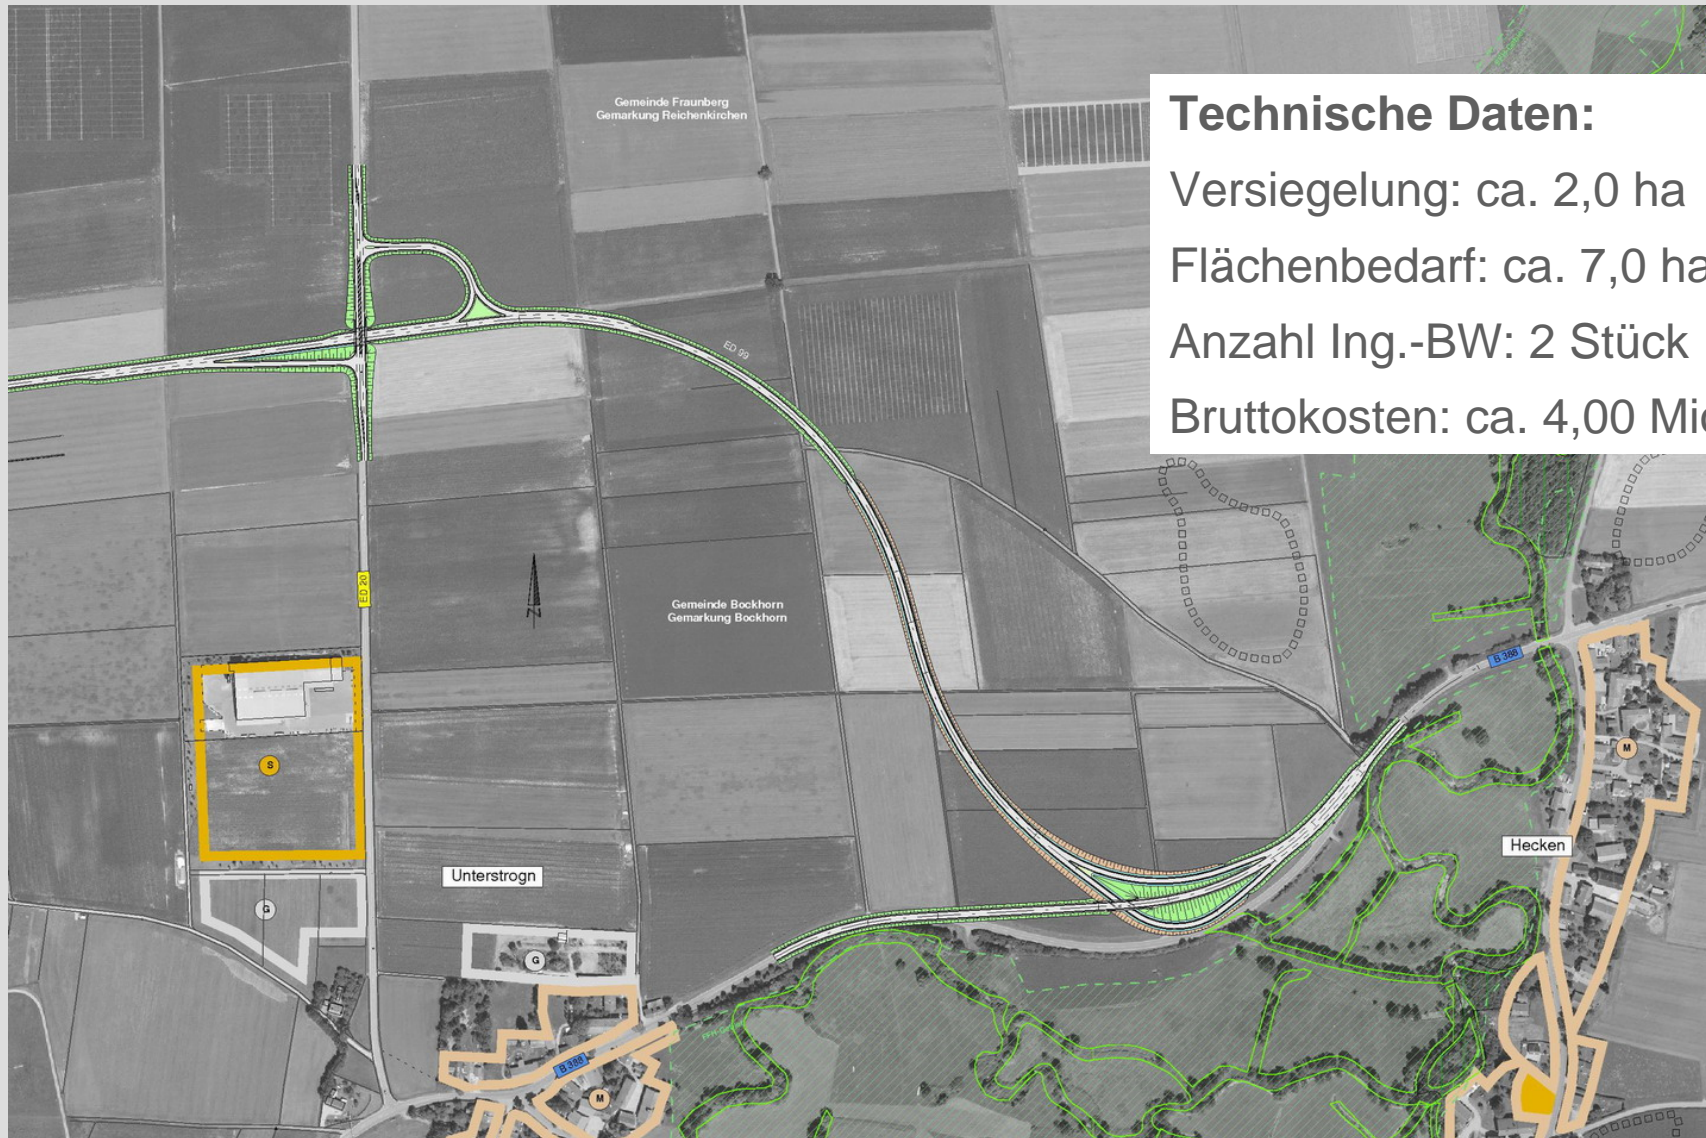 Gemeinde Fraunberg
Gemarkung Reichenkirchen
Technische Daten:
Versiegelung: ca. 2,0 ha
Flächenbedarf: ca. 7,0 ha
Anzahl Ing.-BW: 2 Stück
Bruttokosten: ca. 4,00 Mio
ED 99
ED 20
Gemeinde Bockhorn
Gemarkung Bockhorn
N
B 388
S
M
Hecken
Unterstrogn
G
G
B 388
M